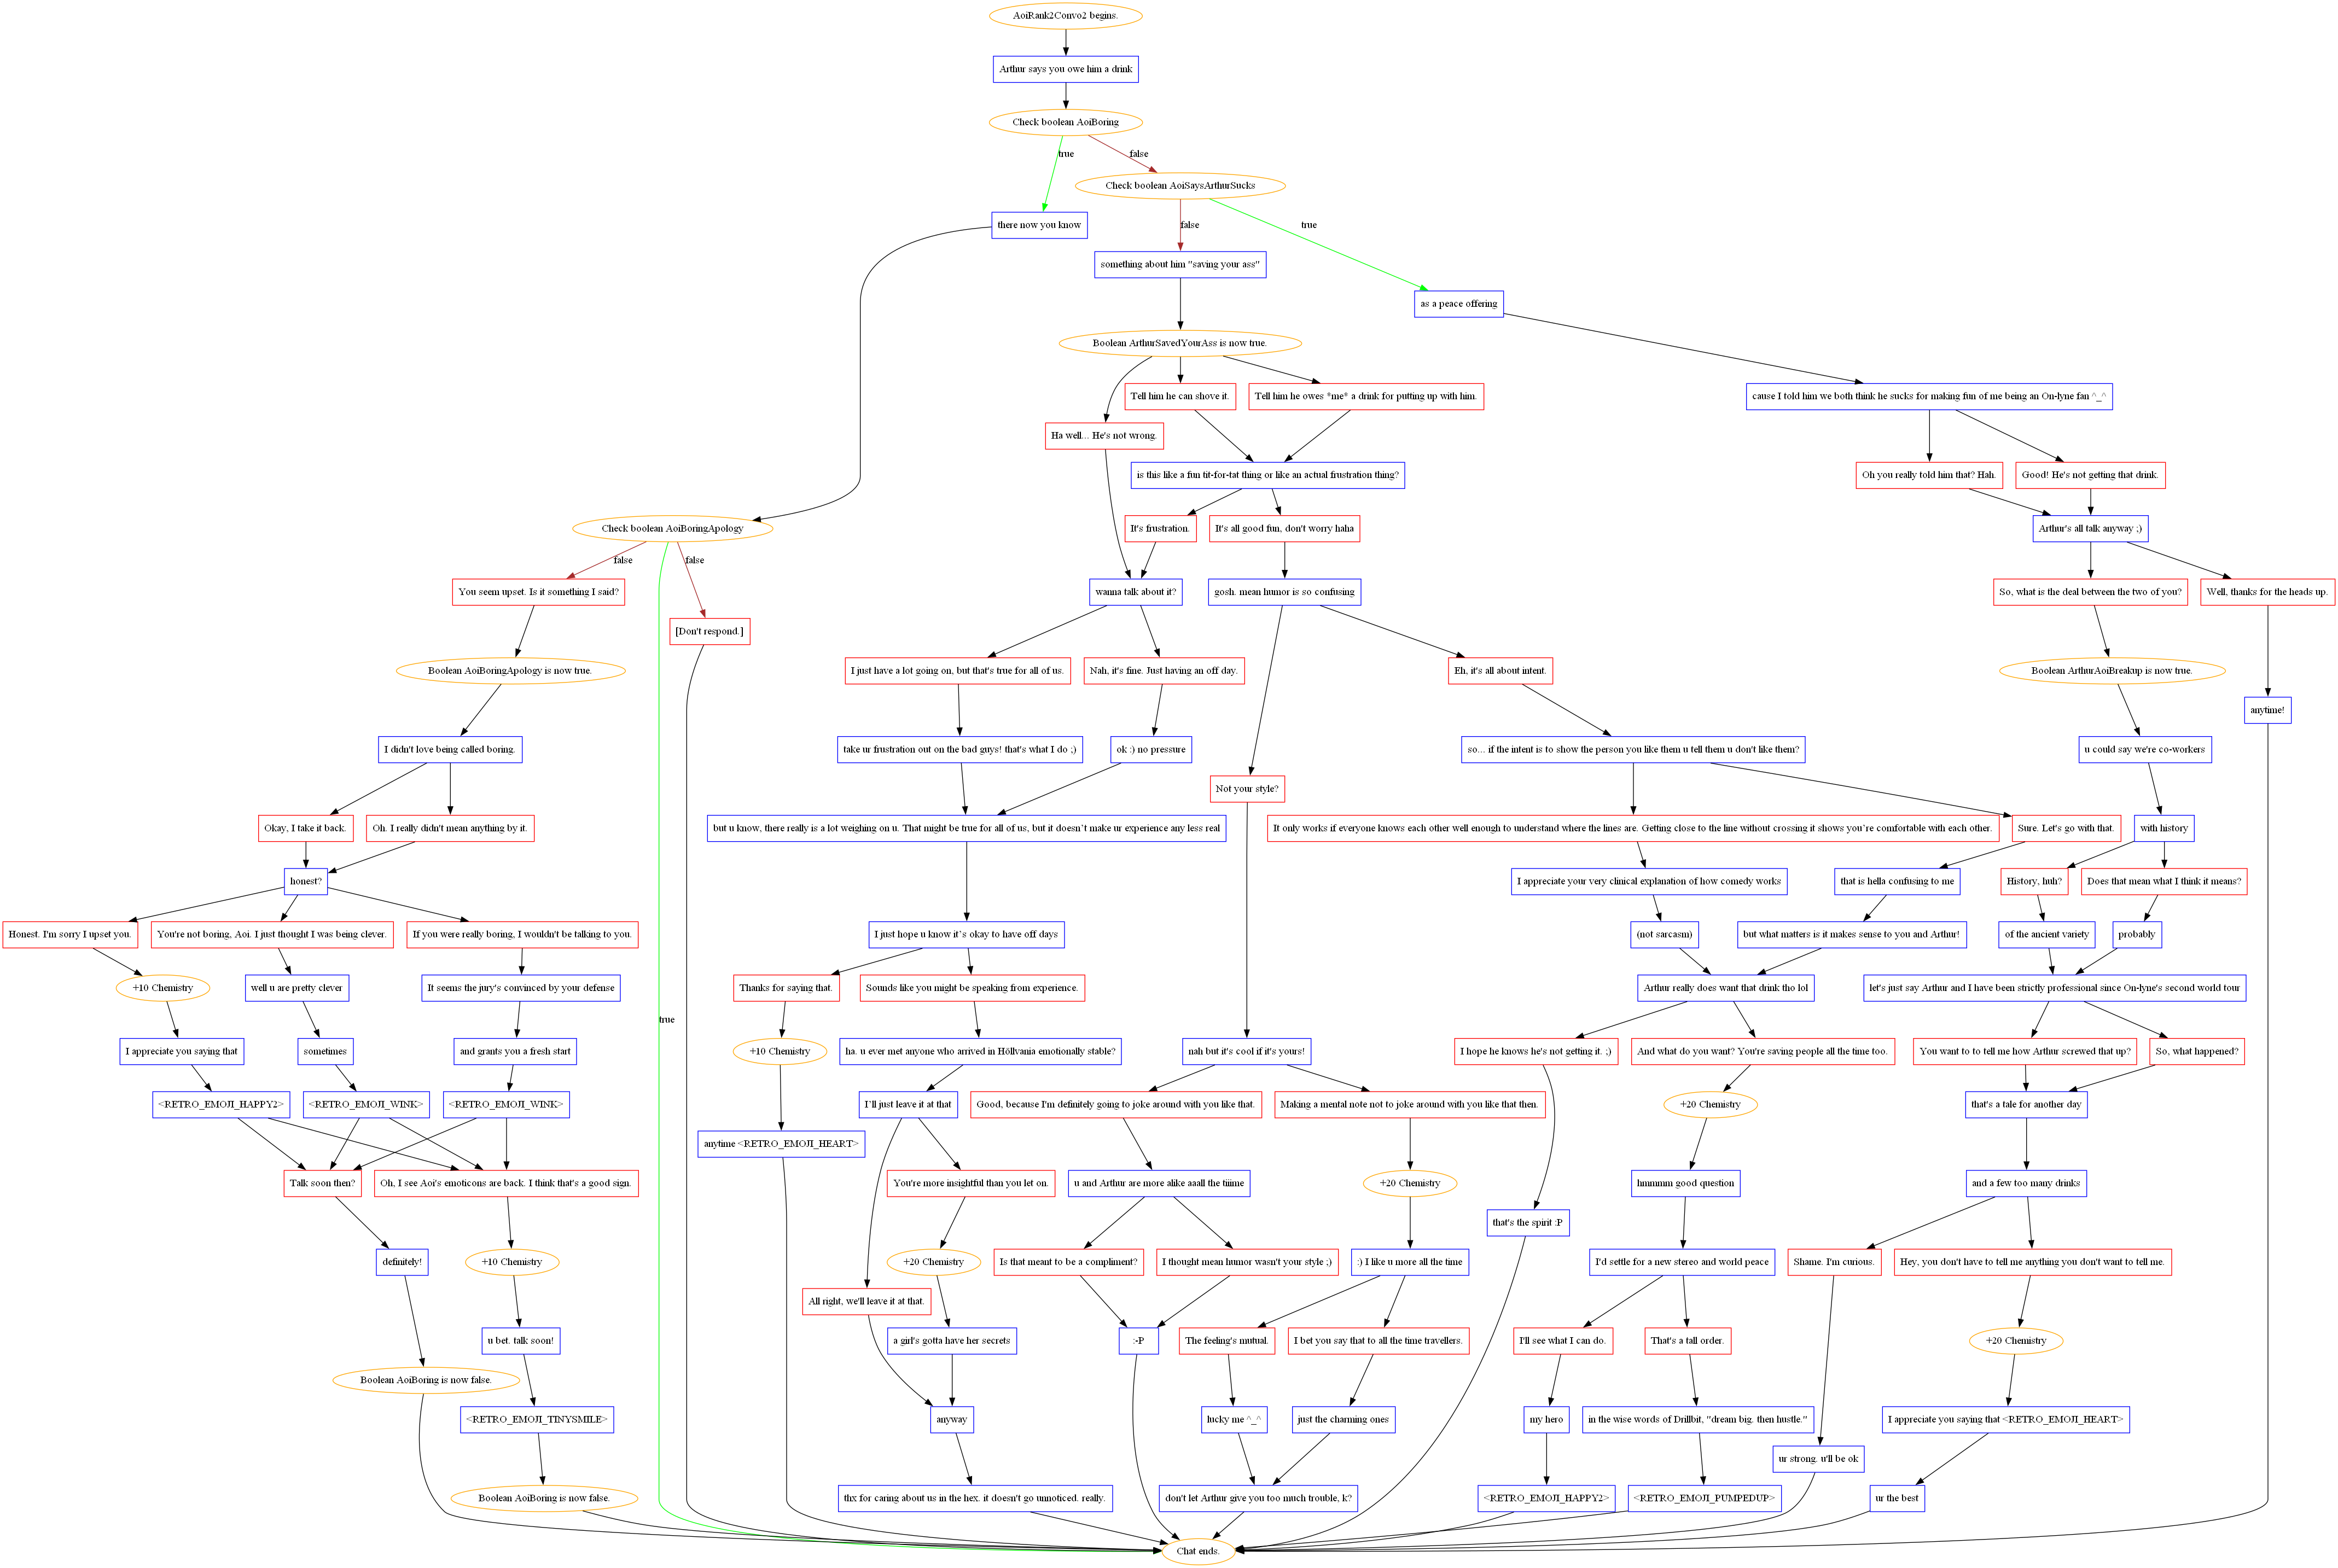 AoiRank2Convo2 begins.
Arthur says you owe him a drink
Check boolean AoiBoring
true
false
Check boolean AoiSaysArthurSucks
there now you know
false
true
something about him "saving your ass"
as a peace offering
Boolean ArthurSavedYourAss is now true.
Tell him he can shove it.
Tell him he owes *me* a drink for putting up with him.
cause I told him we both think he sucks for making fun of me being an On-lyne fan ^_^
Ha well... He's not wrong.
is this like a fun tit-for-tat thing or like an actual frustration thing?
Oh you really told him that? Hah.
Good! He's not getting that drink.
Check boolean AoiBoringApology
It's frustration.
It's all good fun, don't worry haha
Arthur's all talk anyway ;)
false
false
You seem upset. Is it something I said?
wanna talk about it?
gosh. mean humor is so confusing
So, what is the deal between the two of you?
Well, thanks for the heads up.
[Don't respond.]
Boolean AoiBoringApology is now true.
I just have a lot going on, but that's true for all of us.
Nah, it's fine. Just having an off day.
Eh, it's all about intent.
Boolean ArthurAoiBreakup is now true.
anytime!
I didn't love being called boring.
take ur frustration out on the bad guys! that's what I do ;)
ok :) no pressure
so... if the intent is to show the person you like them u tell them u don't like them?
u could say we're co-workers
Not your style?
Okay, I take it back.
Oh. I really didn't mean anything by it.
but u know, there really is a lot weighing on u. That might be true for all of us, but it doesn’t make ur experience any less real
It only works if everyone knows each other well enough to understand where the lines are. Getting close to the line without crossing it shows you’re comfortable with each other.
Sure. Let's go with that.
with history
honest?
I appreciate your very clinical explanation of how comedy works
that is hella confusing to me
History, huh?
Does that mean what I think it means?
Honest. I'm sorry I upset you.
You're not boring, Aoi. I just thought I was being clever.
If you were really boring, I wouldn't be talking to you.
I just hope u know it’s okay to have off days
(not sarcasm)
but what matters is it makes sense to you and Arthur!
of the ancient variety
probably
+10 Chemistry
well u are pretty clever
It seems the jury's convinced by your defense
Thanks for saying that.
Sounds like you might be speaking from experience.
Arthur really does want that drink tho lol
let's just say Arthur and I have been strictly professional since On-lyne's second world tour
true
I appreciate you saying that
sometimes
and grants you a fresh start
+10 Chemistry
ha. u ever met anyone who arrived in Höllvania emotionally stable?
nah but it's cool if it's yours!
I hope he knows he's not getting it. ;)
And what do you want? You're saving people all the time too.
You want to to tell me how Arthur screwed that up?
So, what happened?
<RETRO_EMOJI_HAPPY2>
<RETRO_EMOJI_WINK>
<RETRO_EMOJI_WINK>
I’ll just leave it at that
Good, because I'm definitely going to joke around with you like that.
Making a mental note not to joke around with you like that then.
+20 Chemistry
that's a tale for another day
anytime <RETRO_EMOJI_HEART>
Talk soon then?
Oh, I see Aoi's emoticons are back. I think that's a good sign.
You're more insightful than you let on.
u and Arthur are more alike aaall the tiiime
+20 Chemistry
hmmmm good question
and a few too many drinks
that's the spirit :P
definitely!
+10 Chemistry
+20 Chemistry
Is that meant to be a compliment?
I thought mean humor wasn't your style ;)
:) I like u more all the time
I'd settle for a new stereo and world peace
Shame. I'm curious.
Hey, you don't have to tell me anything you don't want to tell me.
All right, we'll leave it at that.
u bet. talk soon!
a girl's gotta have her secrets
:-P
The feeling's mutual.
I bet you say that to all the time travellers.
I'll see what I can do.
That's a tall order.
+20 Chemistry
Boolean AoiBoring is now false.
<RETRO_EMOJI_TINYSMILE>
anyway
lucky me ^_^
just the charming ones
my hero
in the wise words of Drillbit, "dream big. then hustle."
I appreciate you saying that <RETRO_EMOJI_HEART>
ur strong. u'll be ok
Boolean AoiBoring is now false.
thx for caring about us in the hex. it doesn't go unnoticed. really.
don't let Arthur give you too much trouble, k?
<RETRO_EMOJI_HAPPY2>
<RETRO_EMOJI_PUMPEDUP>
ur the best
Chat ends.